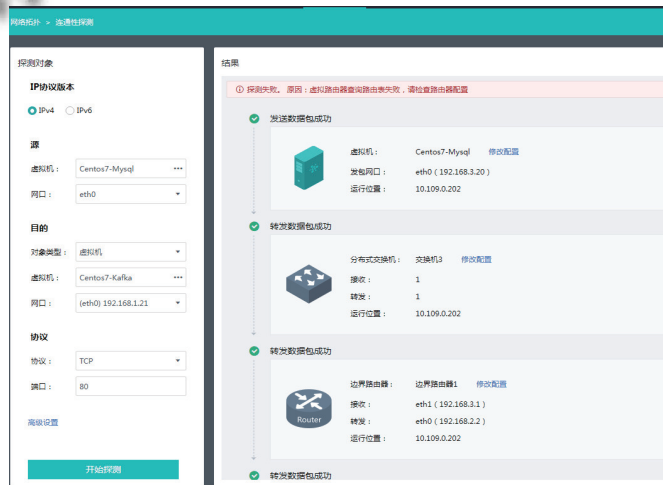 网络拓扑 > 连通性探测
探测对象
IP协议版本
IPv4 IPv6
源
虚拟机： Centos7-Mysql ...
网口： eth0
目的
对象类型： 虚拟机
虚拟机： Centos7-Kafka ...
网口： (eth0) 192.168.1.21
协议
协议： TCP
端口： 80
高级设置
开始探测
结果
探测失败。 原因：虚拟路由器查询路由表失败，请检查路由器配置
发送数据包成功
虚拟机： Centos7-Mysql 修改配置
发包网口： eth0（192.168.3.20）
运行位置： 10.109.0.202
转发数据包成功
分布式交换机： 交换机3 修改配置
接收： 1
转发： 1
运行位置： 10.109.0.202
转发数据包成功
Router
边界路由器： 边界路由器1 修改配置
接收： eth1（192.168.3.1）
转发： eth0（192.168.2.2）
运行位置： 10.109.0.202
转发数据包成功